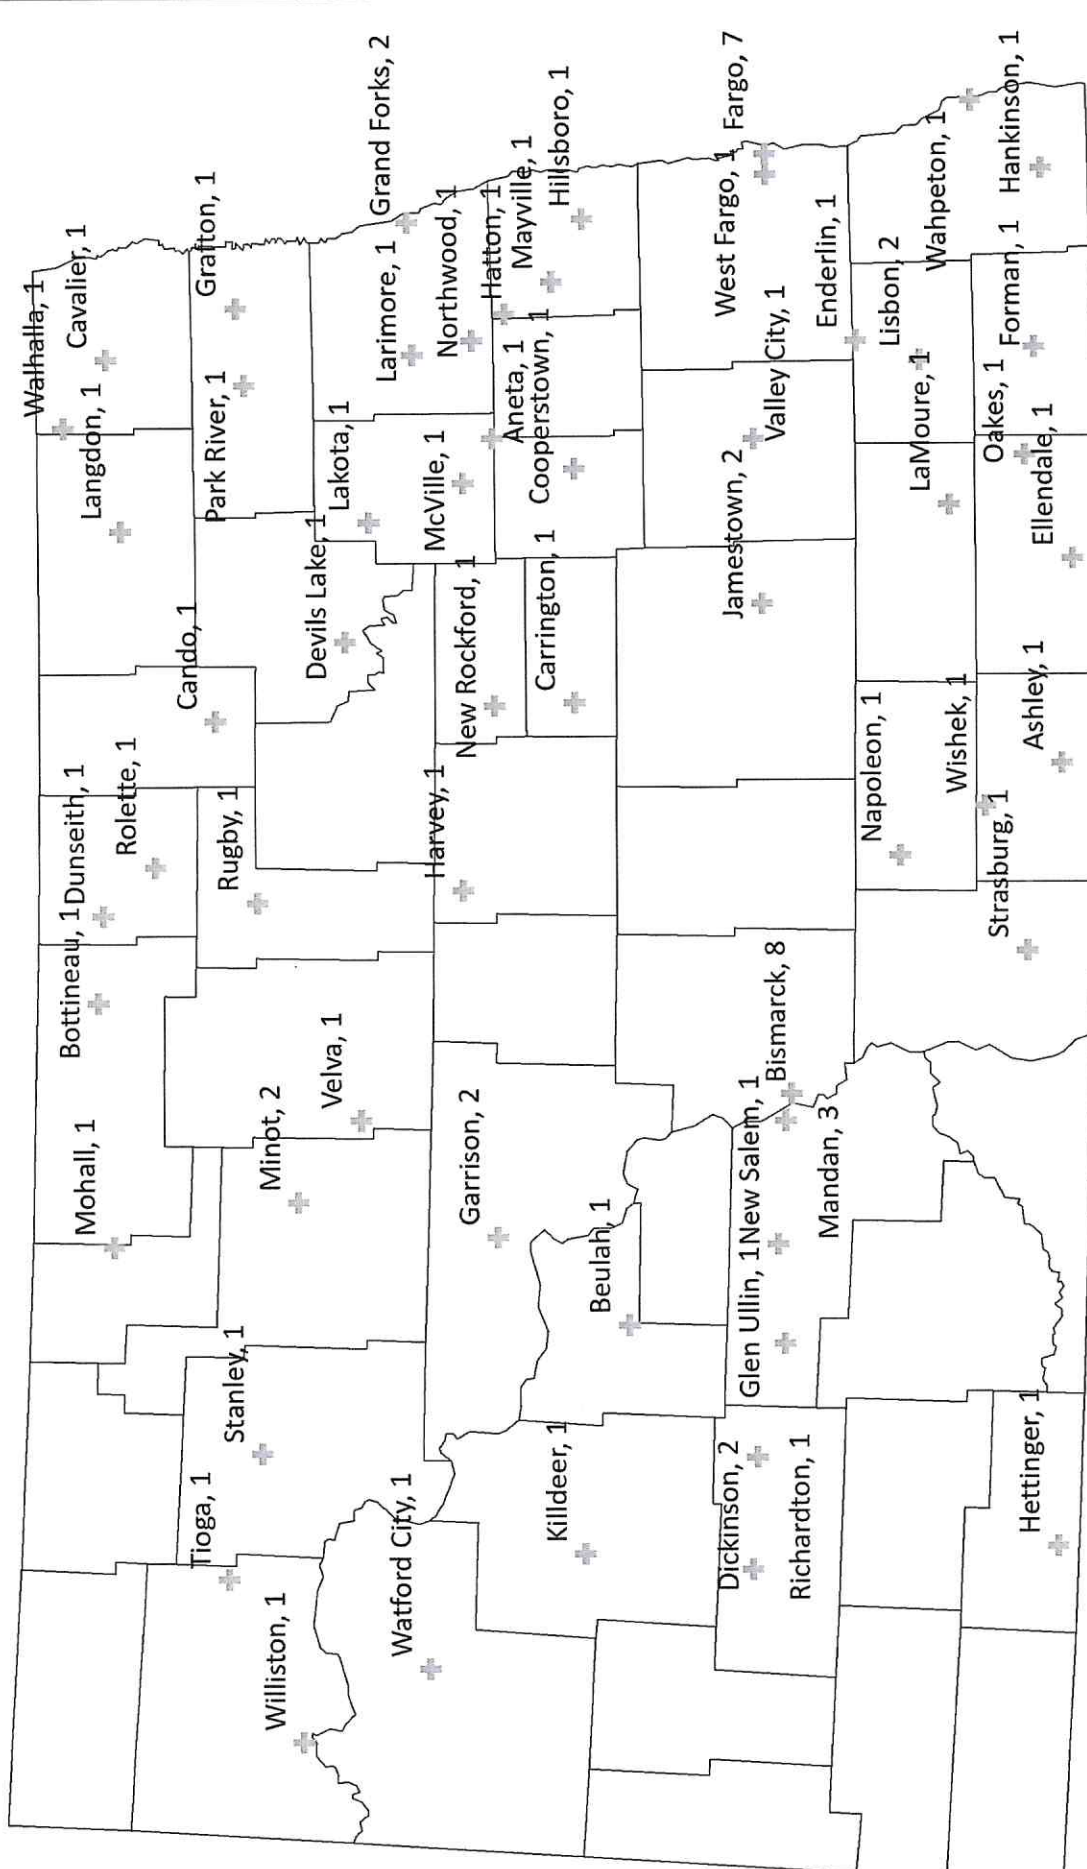 Walhalla, 1
Cavalier, 1
Langdon, 1
Grafton, 1
Park River, 1
Cando, 1
Dunseith, 1
Rolette, 1
Bottineau, 1
Rugby, 1
Mohall, 1
Minot, 2
Velva, 1
Stanley, 1
Tioga, 1
Williston, 1
Watford City, 1
Devils Lake, 1
Lakota, 1
Larimore, 1
Grand Forks, 2
Northwood, 1
McVille, 1
Aneta, 1
Hatton, 1
Mayville, 1
Hillsboro, 1
Cooperstown, 1
New Rockford, 1
Carrington, 1
Harvey, 1
Garrison, 2
Beulah, 1
Killdeer, 1
Dickinson, 2
Richardton, 1
Glen Ullin, 1
New Salem, 1
Mandan, 3
Bismarck, 8
Jamestown, 2
Valley City, 1
West Fargo, 1
Fargo, 7
Enderlin, 1
Lisbon, 2
Wahpeton, 1
Hankinson, 1
Forman, 1
LaMoure, 1
Oakes, 1
Ellendale, 1
Napoleon, 1
Wishek, 1
Ashley, 1
Strasburg, 1
Hettinger, 1